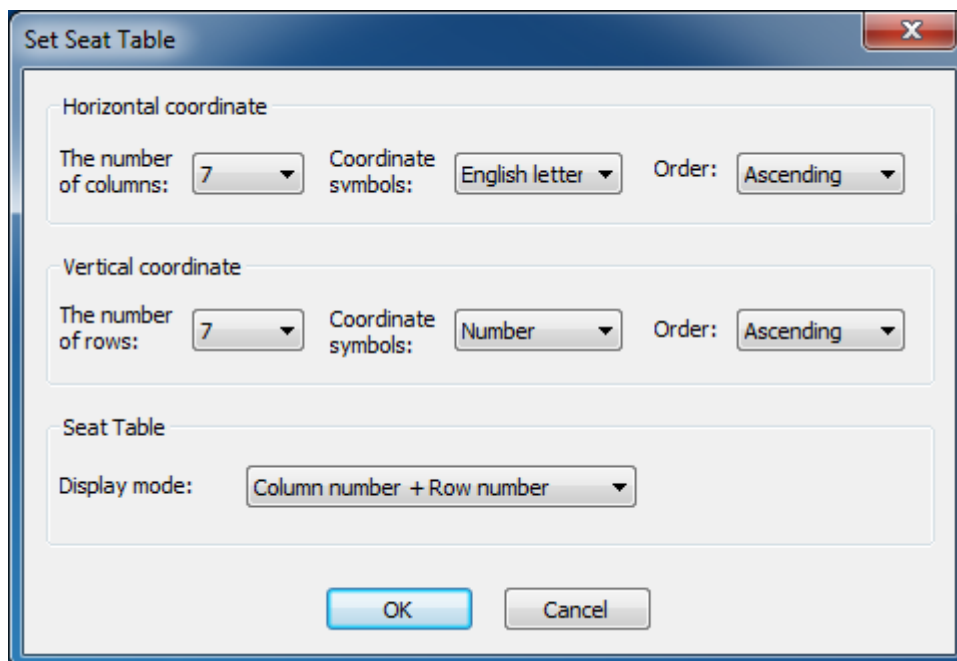 Set Seat Table
Horizontal coordinate
The number of columns: 7 Coordinate symbols: English letter Order: Ascending
Vertical coordinate
The number of rows: 7 Coordinate symbols: Number Order: Ascending
Seat Table
Display mode: Column number + Row number
OK Cancel